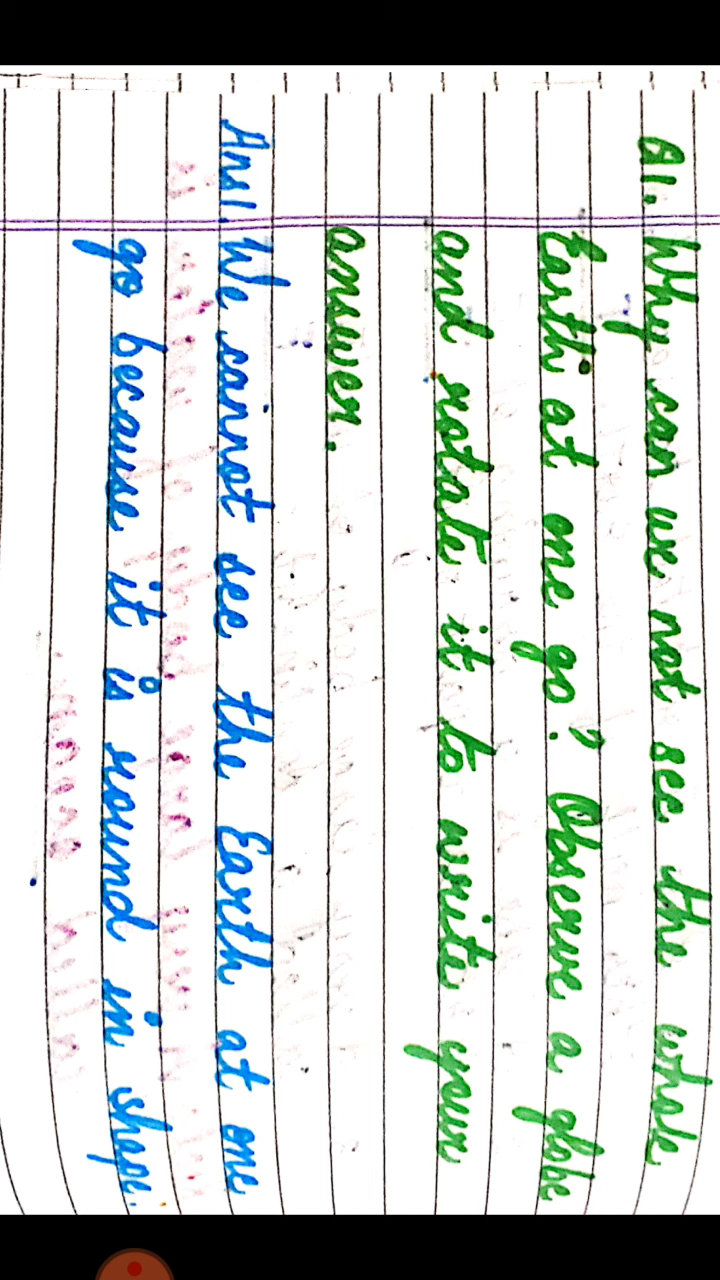 Q1. Why can we not see the whole
Earth at one go? Observe a globe
and rotate it to write your
answer.
Ans1. We cannot see the Earth at one
go because it is round in shape.